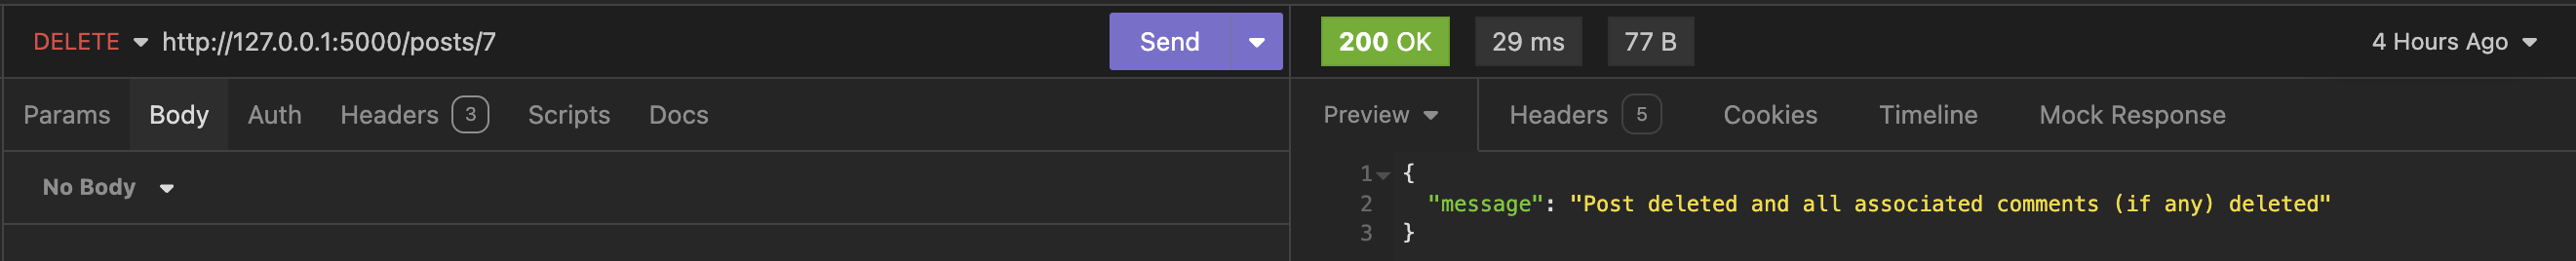 DELETE http://127.0.0.1:5000/posts/7 Send 200 OK 29 ms 77 B 4 Hours Ago
Params Body Auth Headers 3 Scripts Docs Preview Headers 5 Cookies Timeline Mock Response
No Body
1 {
2 "message": "Post deleted and all associated comments (if any) deleted"
3 }